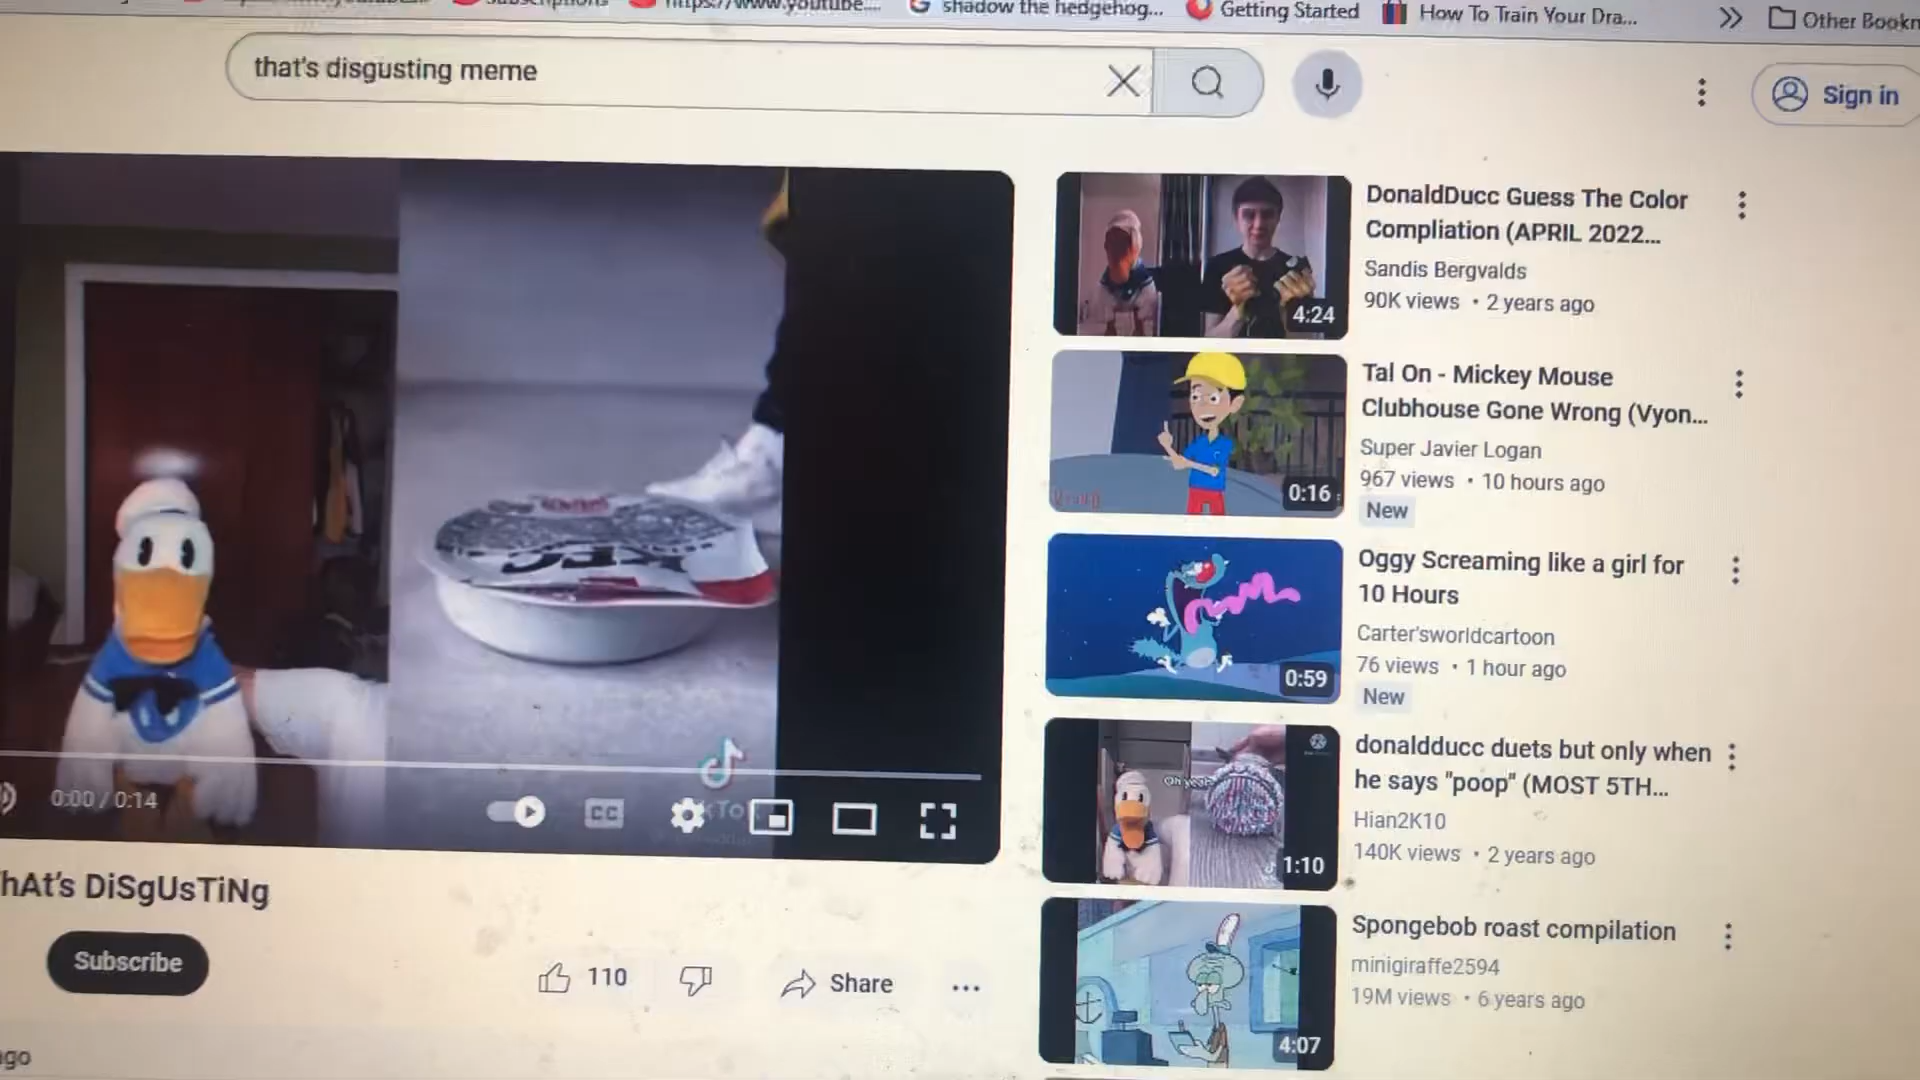 shadow the hedgehog...
Getting Started
How To Train Your Dra...
that's disgusting meme
Sign in
KFC
0:00 / 0:14
CC
hAt's DiSgUsTiNg
Subscribe
110
Share
DonaldDucc Guess The Color
Compliation (APRIL 2022...
Sandis Bergvalds
90K views • 2 years ago
4:24
Tal On - Mickey Mouse
Clubhouse Gone Wrong (Vyon...
Super Javier Logan
967 views • 10 hours ago
New
0:16
Oggy Screaming like a girl for
10 Hours
Carter'sworldcartoon
76 views • 1 hour ago
New
0:59
donaldducc duets but only when
he says "poop" (MOST 5TH...
Hian2K10
140K views • 2 years ago
Oh yeah
1:10
Spongebob roast compilation
minigiraffe2594
19M views • 6 years ago
4:07